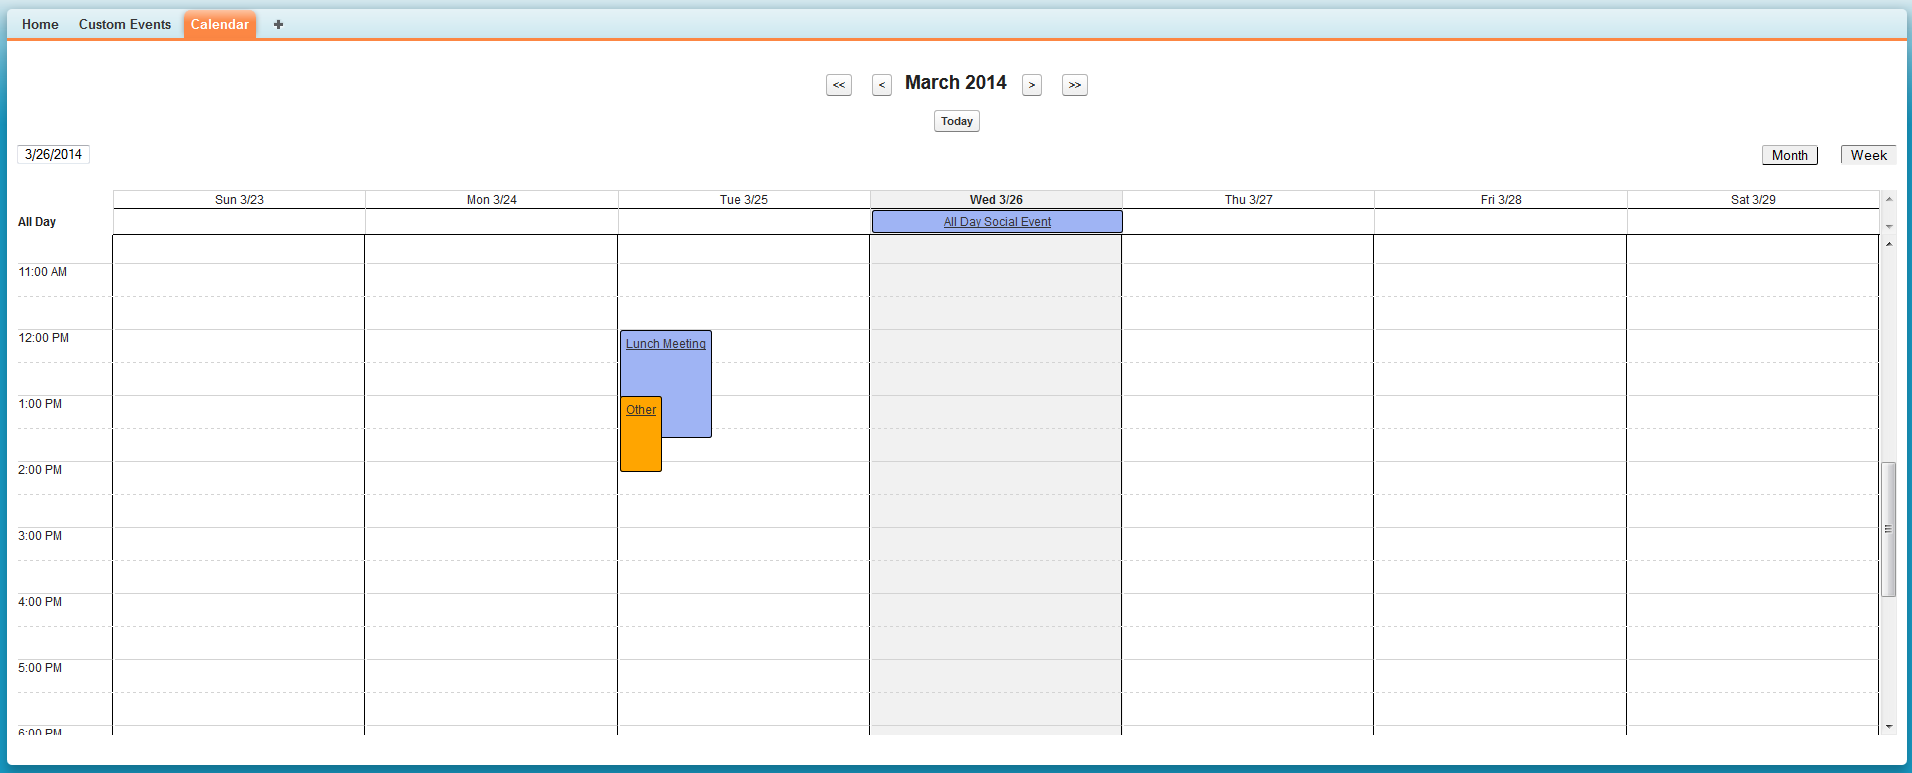 Home Custom Events Calendar +
<< < March 2014 > >>
Today
3/26/2014 Month Week
Sun 3/23 Mon 3/24 Tue 3/25 Wed 3/26 Thu 3/27 Fri 3/28 Sat 3/29
All Day All Day Social Event
11:00 AM
12:00 PM
Lunch Meeting
1:00 PM
Other
2:00 PM
3:00 PM
4:00 PM
5:00 PM
6:00 PM